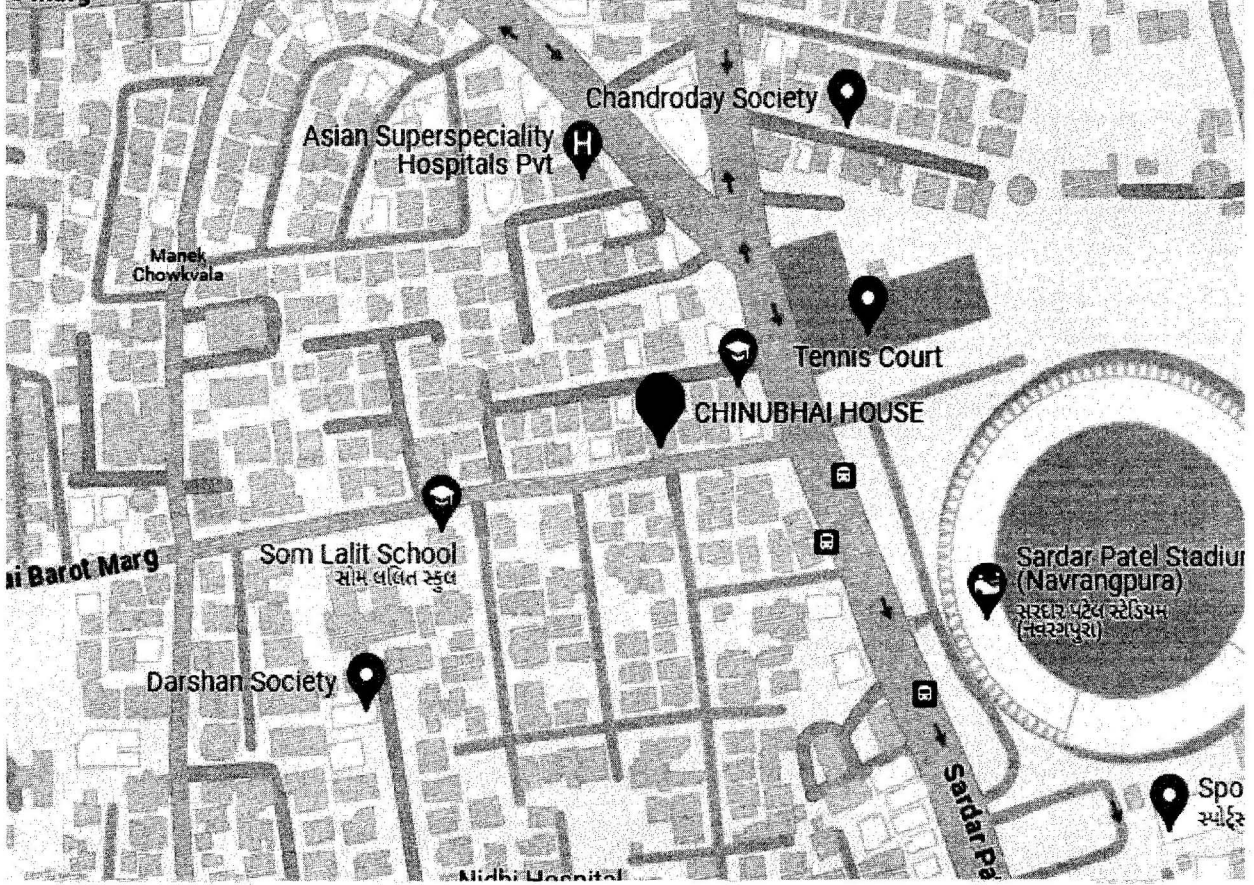 Chandroday Society
Asian Superspeciality
Hospitals Pvt
H
Manek
Chowkvala
Tennis Court
CHINUBHAI HOUSE
Som Lalit School
સોમ લલિત સ્કુલ
ai Barot Marg
Sardar Patel Stadiu
(Navrangpura)
સરદાર પટેલ સ્ટેડિયમ
(નવરંગપુરા)
Darshan Society
Sardar Pa
Spo
સ્પોર્ટ્સ
Nidhi Hospital